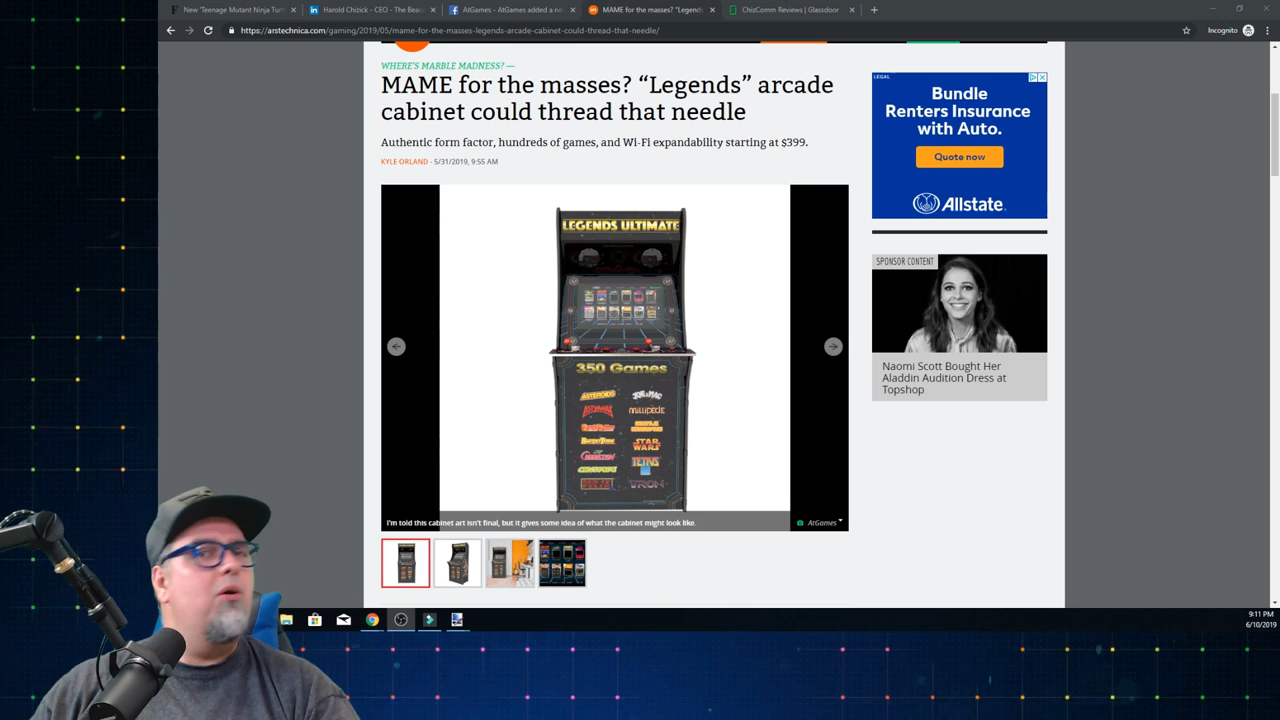 New 'Teenage Mutant Ninja Turt
Harold Chizick - CEO - The Beac
AtGames - AtGames added a ne
MAME for the masses? "Legends
ChizComm Reviews | Glassdoor
https://arstechnica.com/gaming/2019/05/mame-for-the-masses-legends-arcade-cabinet-could-thread-that-needle/
Incognito
WHERE'S MARBLE MADNESS? —
MAME for the masses? “Legends” arcade
cabinet could thread that needle
Authentic form factor, hundreds of games, and Wi-Fi expandability starting at $399.
KYLE ORLAND - 5/31/2019, 9:55 AM
LEGENDS ULTIMATE
350 Games
ASTEROIDS
JOE & MAC
MILLIPEDE
BURGERTIME
STAR
WARS
CENTIPEDE
TETRIS
TRON
I'm told this cabinet art isn't final, but it gives some idea of what the cabinet might look like.
AtGames
LEGAL
Bundle
Renters Insurance
with Auto.
Quote now
Allstate.
SPONSOR CONTENT
Naomi Scott Bought Her
Aladdin Audition Dress at
Topshop
9:11 PM
6/10/2019